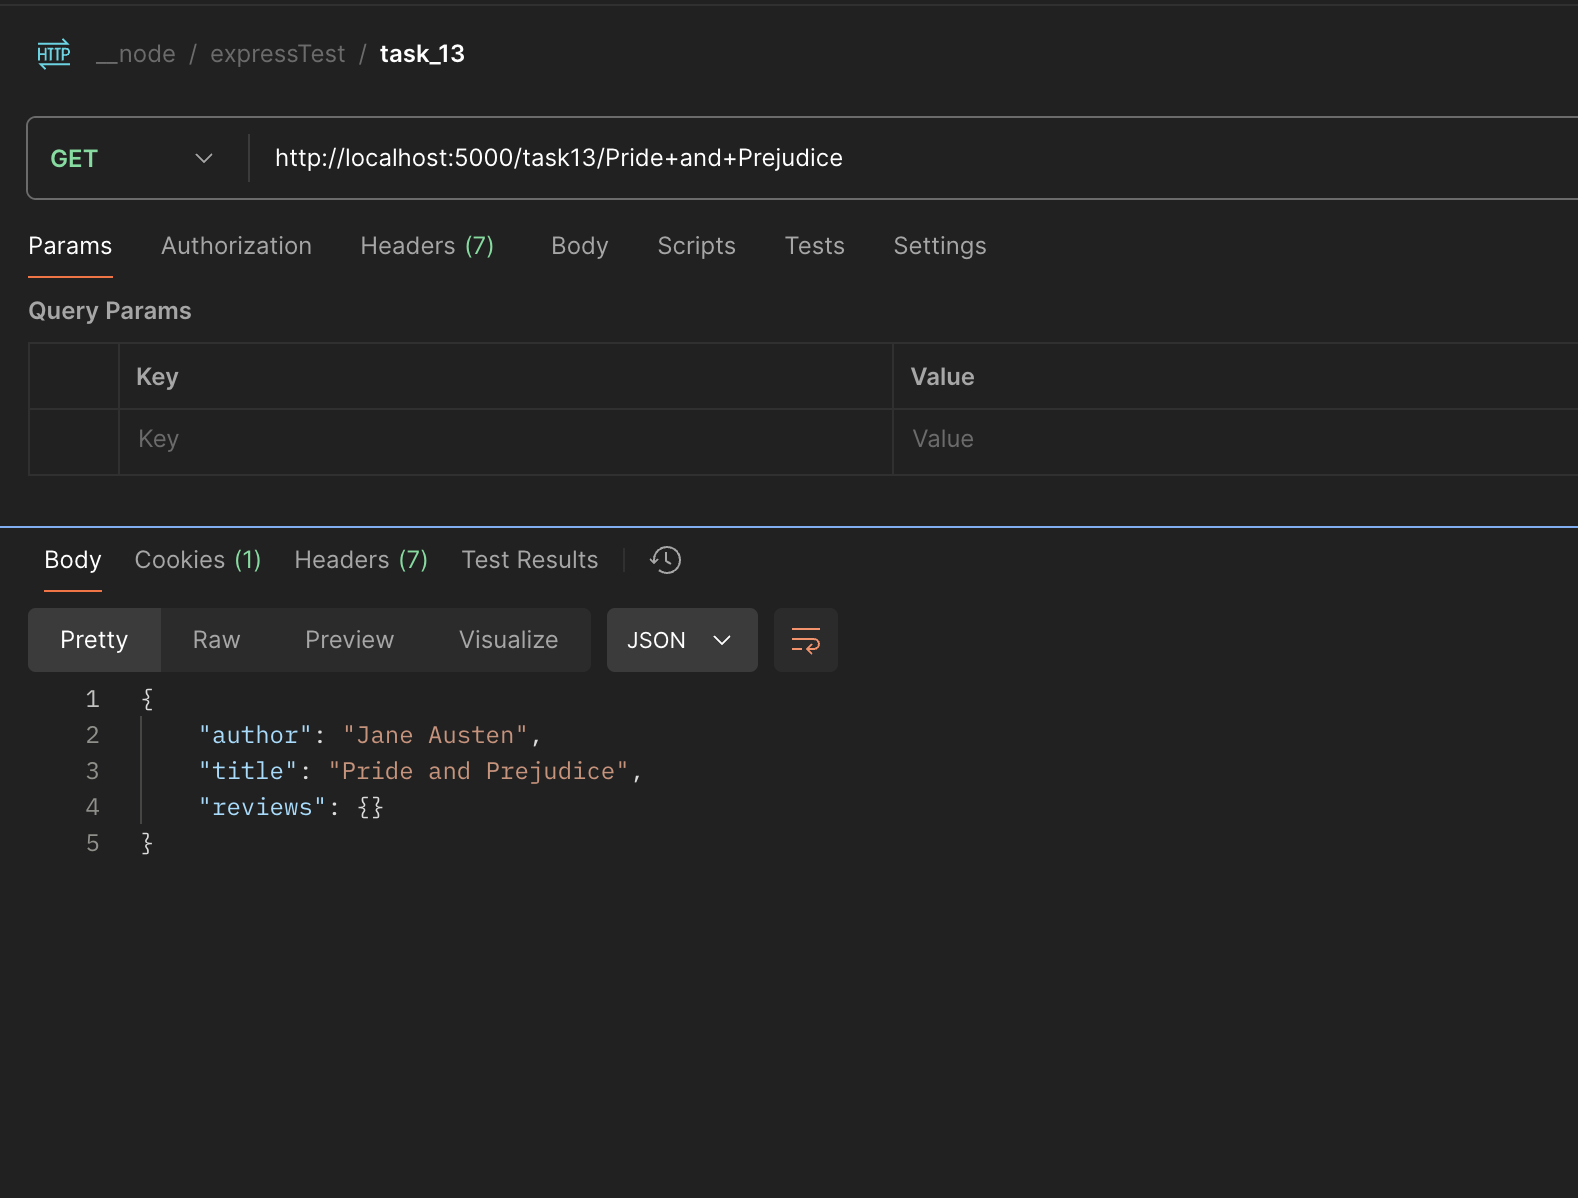 HTTP __node / expressTest / task_13
GET http://localhost:5000/task13/Pride+and+Prejudice
Params Authorization Headers (7) Body Scripts Tests Settings
Query Params
Key Value
Key Value
Body Cookies (1) Headers (7) Test Results
Pretty Raw Preview Visualize JSON
1 {
2 "author": "Jane Austen",
3 "title": "Pride and Prejudice",
4 "reviews": {}
5 }